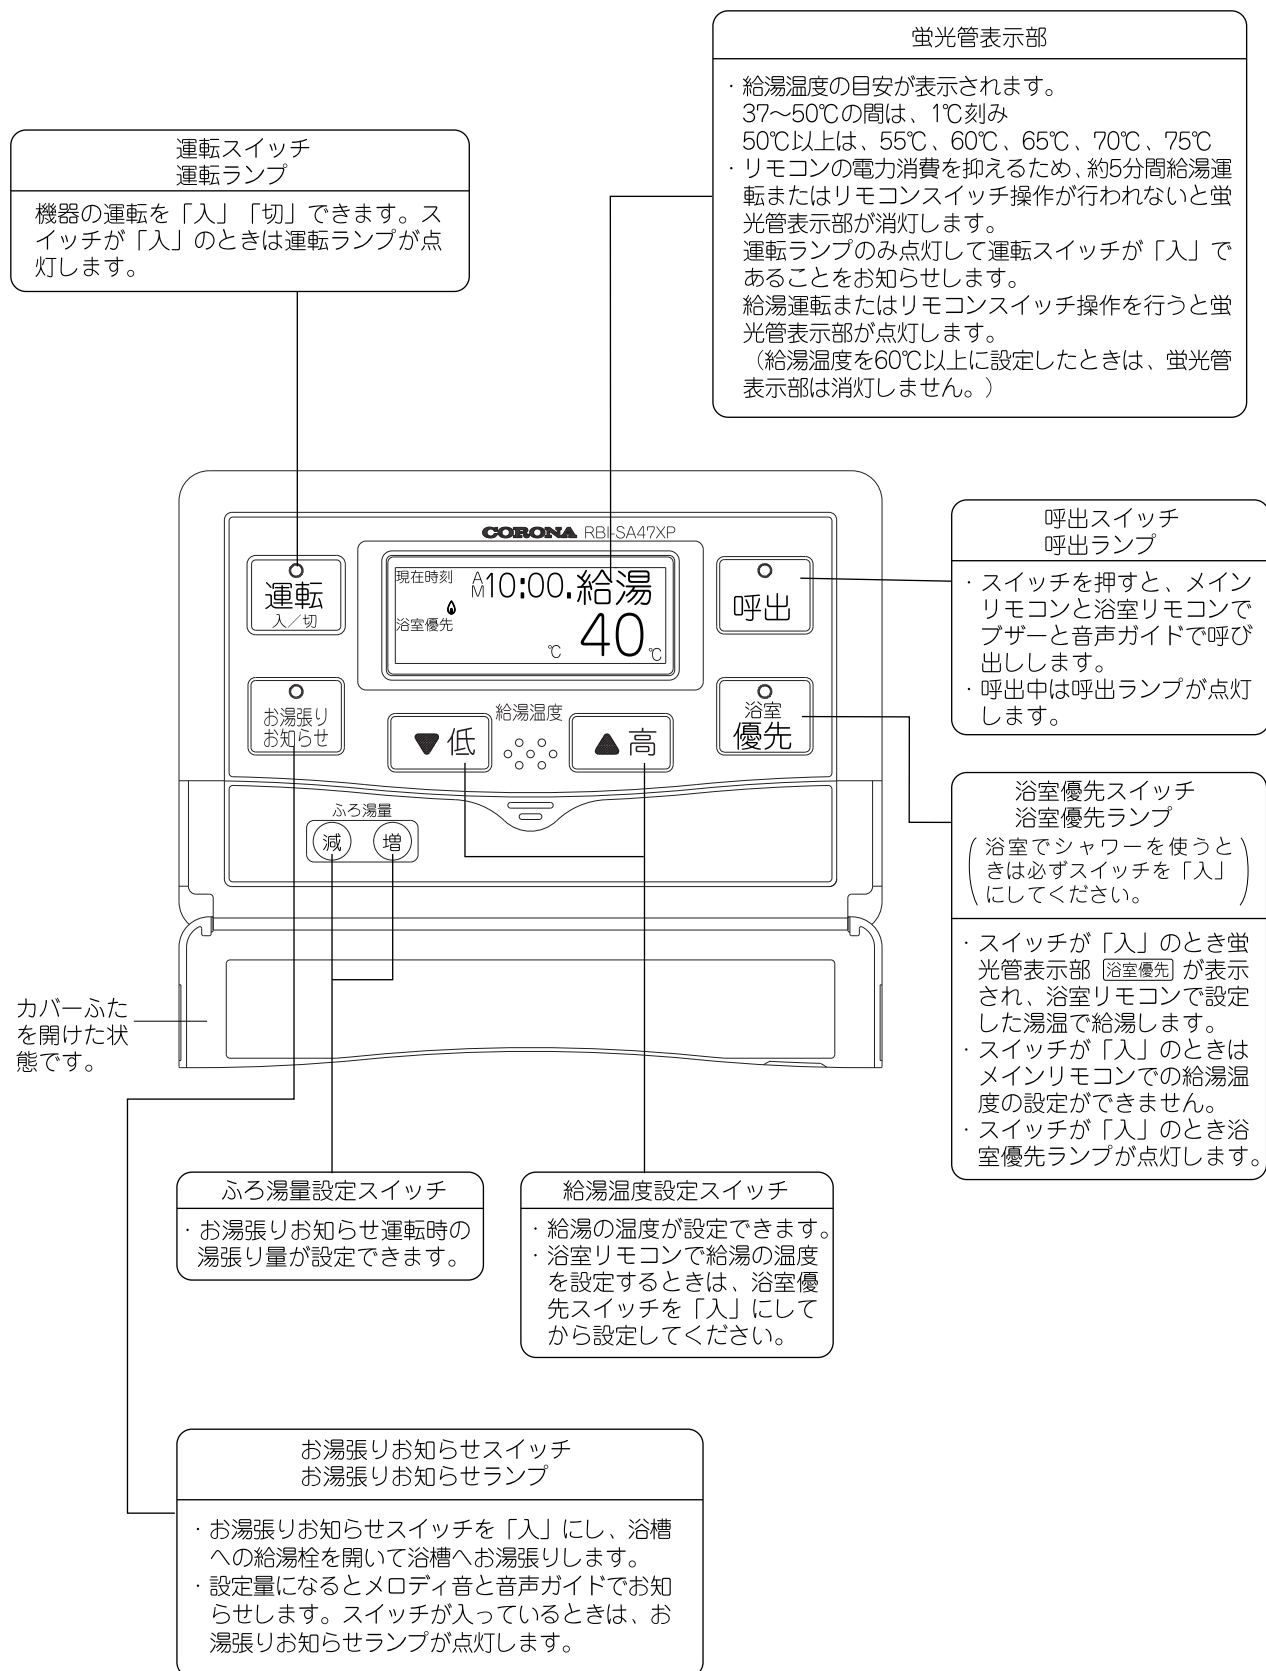 蛍光管表示部
・給湯温度の目安が表示されます。
37～50℃の間は、1℃刻み
50℃以上は、55℃、60℃、65℃、70℃、75℃
・リモコンの電力消費を抑えるため、約5分間給湯運
転またはリモコンスイッチ操作が行われないと蛍
光管表示部が消灯します。
運転ランプのみ点灯して運転スイッチが「入」で
あることをお知らせします。
給湯運転またはリモコンスイッチ操作を行うと蛍
光管表示部が点灯します。
（給湯温度を60℃以上に設定したときは、蛍光管
表示部は消灯しません。）
運転スイッチ
運転ランプ
機器の運転を「入」「切」できます。ス
イッチが「入」のときは運転ランプが点
灯します。
CORONA RBI-SA47XP
運転
入／切
現在時刻 AM10:00. 給湯
浴室優先
℃ 40℃
呼出
お湯張り
お知らせ
給湯温度
▼低
▲高
浴室
優先
ふろ湯量
減 増
呼出スイッチ
呼出ランプ
・スイッチを押すと、メイン
リモコンと浴室リモコンで
ブザーと音声ガイドで呼び
出しします。
・呼出中は呼出ランプが点灯
します。
浴室優先スイッチ
浴室優先ランプ
（浴室でシャワーを使うと
きは必ずスイッチを「入」
にしてください。）
・スイッチが「入」のとき蛍
光管表示部 浴室優先 が表示
され、浴室リモコンで設定
した湯温で給湯します。
・スイッチが「入」のときは
メインリモコンでの給湯温
度の設定ができません。
・スイッチが「入」のとき浴
室優先ランプが点灯します。
カバーふた
を開けた状
態です。
ふろ湯量設定スイッチ
・お湯張りお知らせ運転時の
湯張り量が設定できます。
給湯温度設定スイッチ
・給湯の温度が設定できます。
・浴室リモコンで給湯の温度
を設定するときは、浴室優
先スイッチを「入」にして
から設定してください。
お湯張りお知らせスイッチ
お湯張りお知らせランプ
・お湯張りお知らせスイッチを「入」にし、浴槽
への給湯栓を開いて浴槽へお湯張りします。
・設定量になるとメロディ音と音声ガイドでお知
らせします。スイッチが入っているときは、お
湯張りお知らせランプが点灯します。